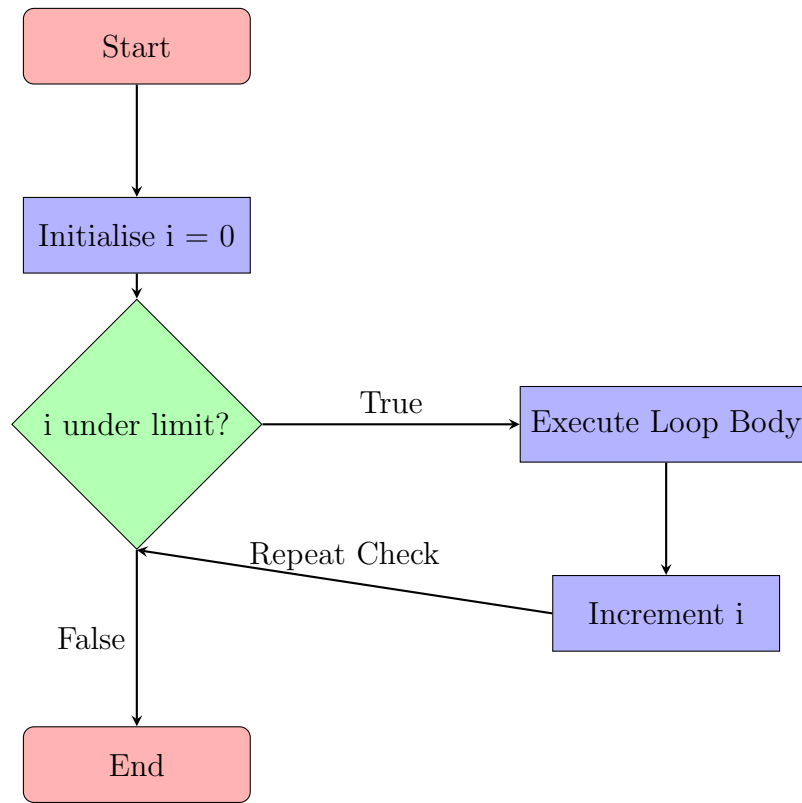 Start
Initialise i = 0
i under limit?
True
Execute Loop Body
Repeat Check
Increment i
False
End